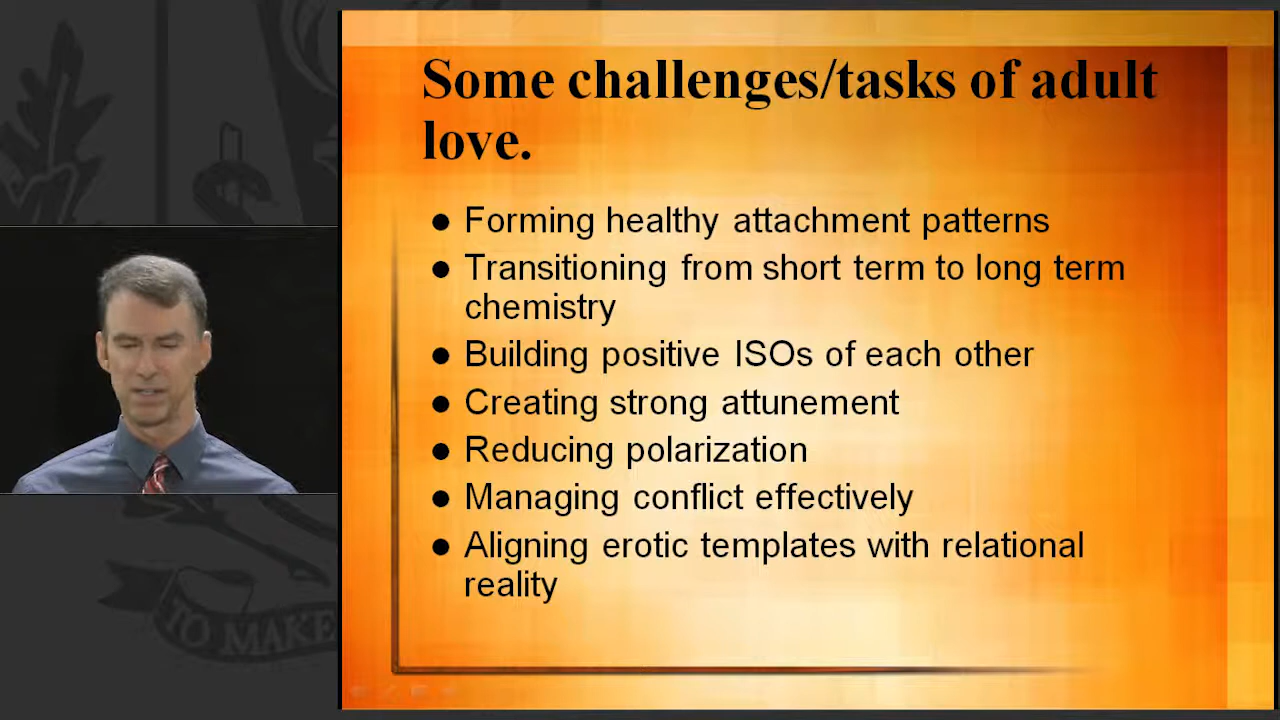 Some challenges/tasks of adult
love.
● Forming healthy attachment patterns
● Transitioning from short term to long term
chemistry
● Building positive ISOs of each other
● Creating strong attunement
● Reducing polarization
● Managing conflict effectively
● Aligning erotic templates with relational
reality
TO MAKE